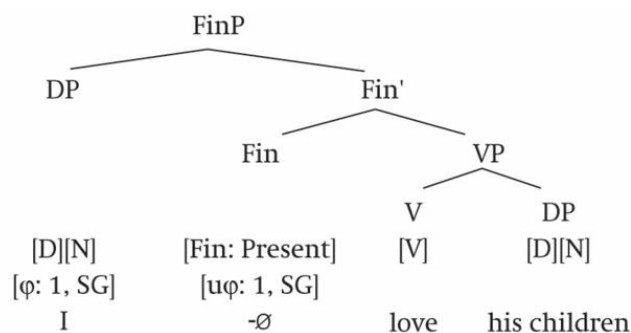 FinP
DP Fin'
Fin VP
V DP
[D][N] [Fin: Present] [V] [D][N]
[φ: 1, SG] [uφ: 1, SG]
I -∅ love his children